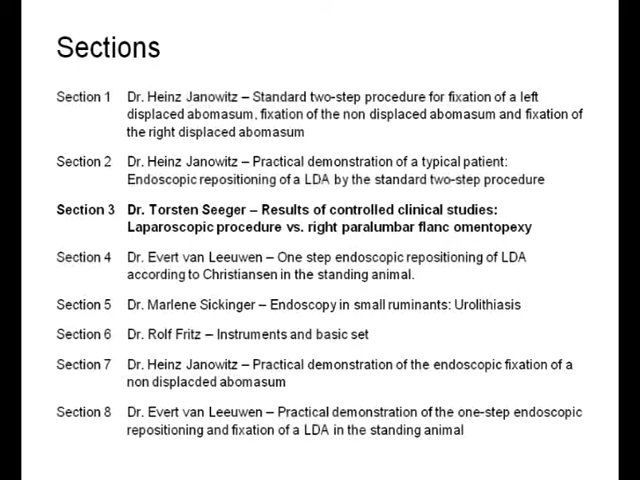 Sections
Section 1 Dr. Heinz Janowitz – Standard two-step procedure for fixation of a left
displaced abomasum, fixation of the non displaced abomasum and fixation of
the right displaced abomasum
Section 2 Dr. Heinz Janowitz – Practical demonstration of a typical patient:
Endoscopic repositioning of a LDA by the standard two-step procedure
Section 3 Dr. Torsten Seeger – Results of controlled clinical studies:
Laparoscopic procedure vs. right paralumbar flanc omentopexy
Section 4 Dr. Evert van Leeuwen – One step endoscopic repositioning of LDA
according to Christiansen in the standing animal.
Section 5 Dr. Marlene Sickinger – Endoscopy in small ruminants: Urolithiasis
Section 6 Dr. Rolf Fritz – Instruments and basic set
Section 7 Dr. Heinz Janowitz – Practical demonstration of the endoscopic fixation of a
non displacded abomasum
Section 8 Dr. Evert van Leeuwen – Practical demonstration of the one-step endoscopic
repositioning and fixation of a LDA in the standing animal